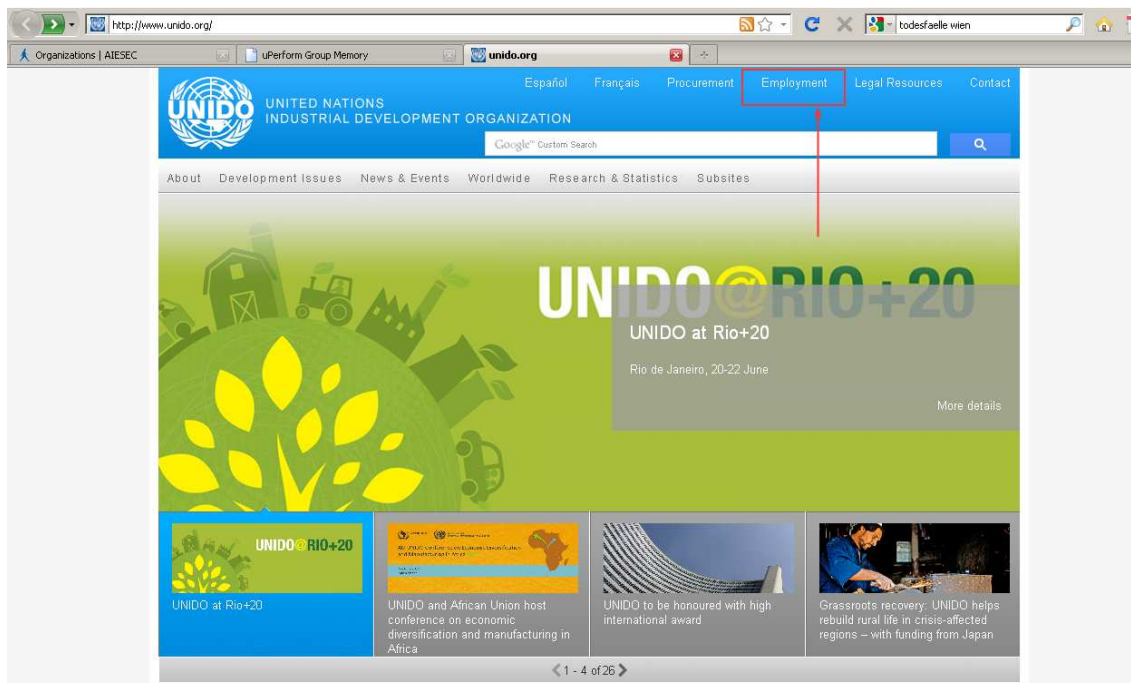 http://www.unido.org/
todesfaelle wien
Organizations | AIESEC
uPerform Group Memory
unido.org
Español Français Procurement Employment Legal Resources Contact
UNIDO
UNITED NATIONS
INDUSTRIAL DEVELOPMENT ORGANIZATION
Google™ Custom Search
About Development Issues News & Events Worldwide Research & Statistics Subsites
UNIDO@RIO+20
UNIDO at Rio+20
Rio de Janeiro, 20-22 June
More details
UNIDO@RIO+20
UNIDO at Rio+20
UNIDO and African Union host
conference on economic
diversification and manufacturing in
Africa
UNIDO to be honoured with high
international award
Grassroots recovery: UNIDO helps
rebuild rural life in crisis-affected
regions – with funding from Japan
1 - 4 of 26